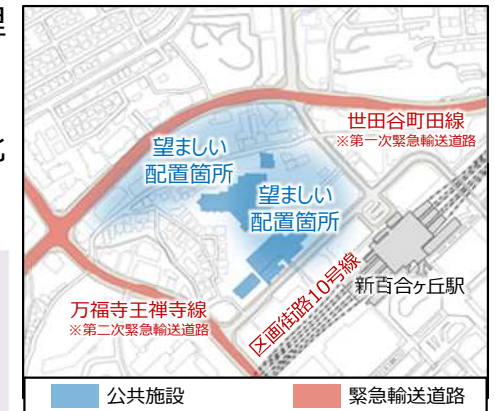 理
世田谷町田線
※第一次緊急輸送道路
望ましい
配置箇所
望ましい
配置箇所
万福寺王禅寺線
※第二次緊急輸送道路
区画街路10号線
新百合ヶ丘駅
公共施設
緊急輸送道路